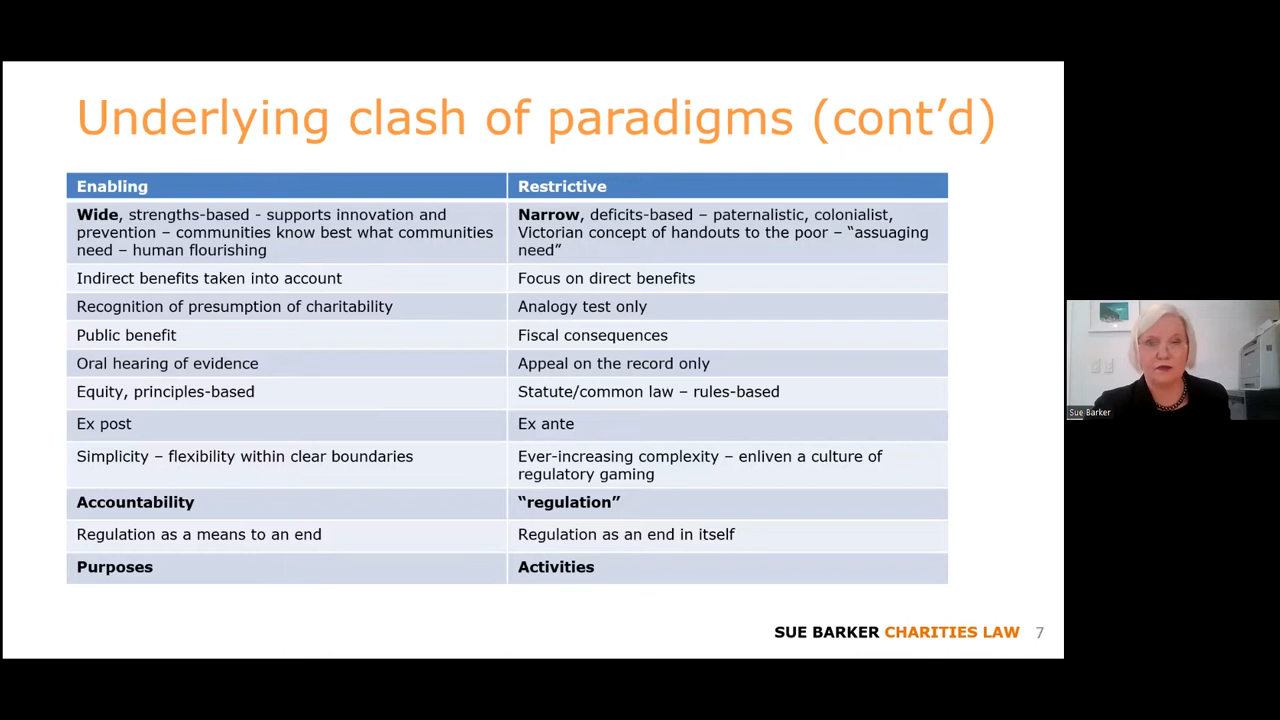 Underlying clash of paradigms (cont’d)
Enabling
Restrictive
Wide, strengths-based - supports innovation and
prevention – communities know best what communities
need – human flourishing
Narrow, deficits-based – paternalistic, colonialist,
Victorian concept of handouts to the poor – “assuaging
need”
Indirect benefits taken into account
Focus on direct benefits
Recognition of presumption of charitability
Analogy test only
Public benefit
Fiscal consequences
Oral hearing of evidence
Appeal on the record only
Equity, principles-based
Statute/common law – rules-based
Ex post
Ex ante
Simplicity – flexibility within clear boundaries
Ever-increasing complexity – enliven a culture of
regulatory gaming
Accountability
“regulation”
Regulation as a means to an end
Regulation as an end in itself
Purposes
Activities
SUE BARKER CHARITIES LAW 7
Sue Barker